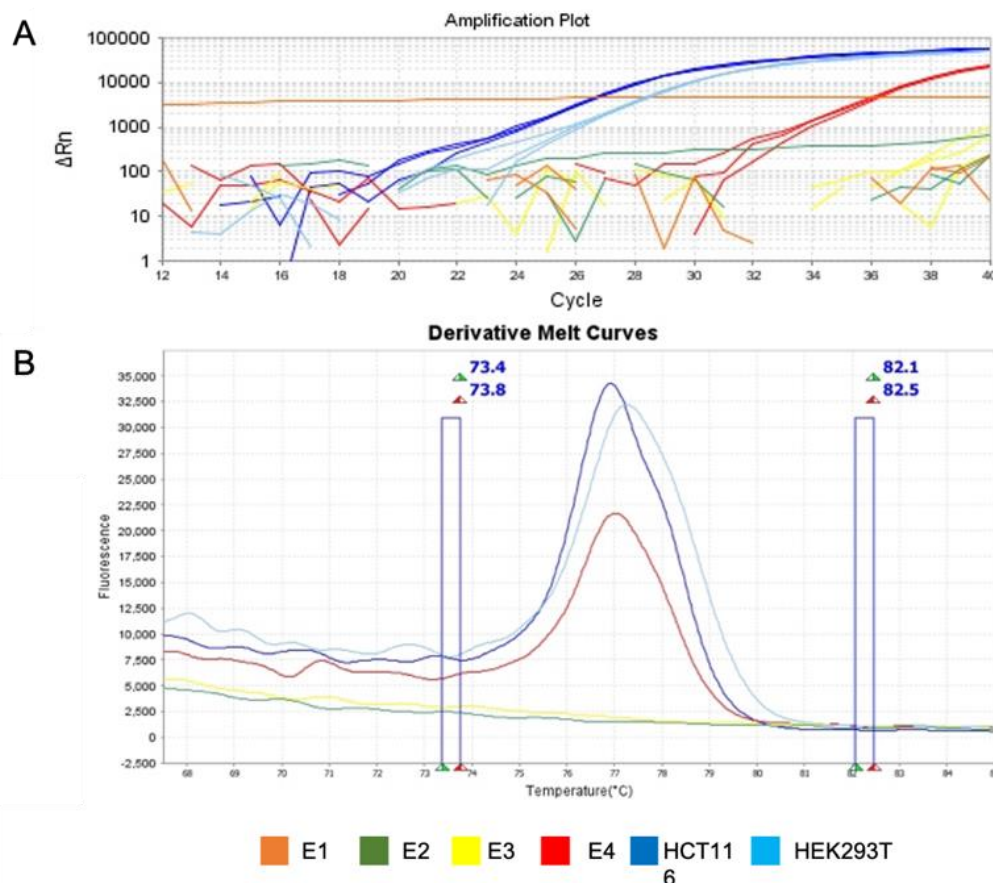 A
Amplification Plot
100000
10000
1000
100
10
1
ΔRn
12 14 16 18 20 22 24 26 28 30 32 34 36 38 40
Cycle
B
Derivative Melt Curves
73.4
73.8
82.1
82.5
35,000
32,500
30,000
27,500
25,000
22,500
20,000
17,500
15,000
12,500
10,000
7,500
5,000
2,500
0
-2,500
Fluorescence
68 69 70 71 72 73 74 75 76 77 78 79 80 81 82 83 84 8
Temperature(°C)
E1 E2 E3 E4 HCT11 HEK293T
6